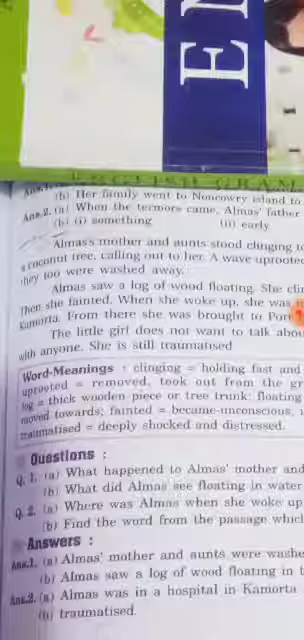 EN
ENGLISH GRAM
(b) Her family went to Noncowry island to
Ans.2. (a) When the termore came, Almas' father
(b) (i) something (ii) early
Almas's mother and aunts stood clinging to
a coconut tree, calling out to her. A wave uprooted
they too were washed away.
Almas saw a log of wood floating. She clim
Then she fainted. When she woke up, she was in
Kamorta. From there she was brought to Port
The little girl does not want to talk abou
with anyone. She is still traumatised
Word-Meanings : clinging = holding fast and
uprooted = removed, took out from the gr
log = thick wooden piece or tree trunk; floating
moved towards; fainted = became-unconscious,
traumatised = deeply shocked and distressed.
Questions :
Q. 1. (a) What happened to Almas' mother and
(b) What did Almas see floating in water
Q. 2. (a) Where was Almas when she woke up
(b) Find the word from the passage which
Answers :
Ans.1. (a) Almas' mother and aunts were washe
(b) Almas saw a log of wood floating in t
Ans.2. (a) Almas was in a hospital in Kamorta
(b) traumatised.